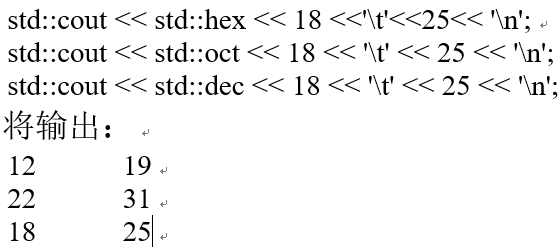 std::cout << std::hex << 18 <<'\t'<<25<< '\n';
std::cout << std::oct << 18 << '\t' << 25 << '\n';
std::cout << std::dec << 18 << '\t' << 25 << '\n';
将输出：
12 19
22 31
18 25